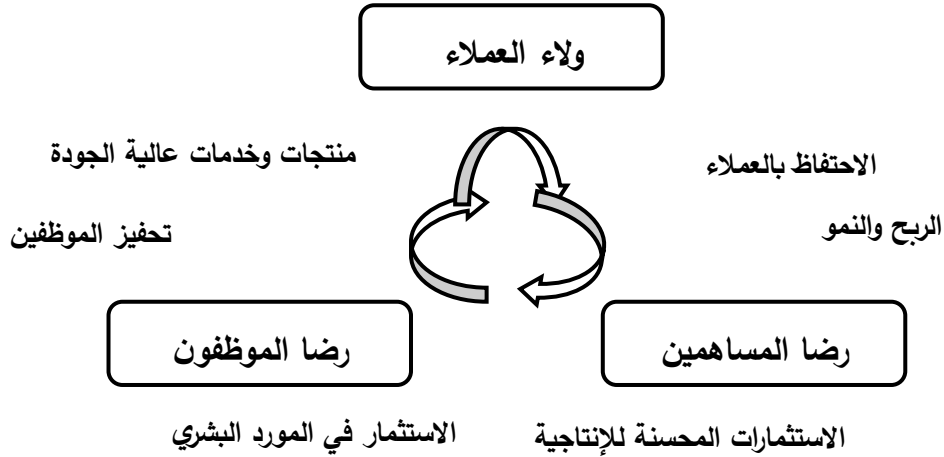 ولاء العملاء
منتجات وخدمات عالية الجودة
الاحتفاظ بالعملاء
تحفيز الموظفين
الربح والنمو
رضا الموظفون
رضا المساهمين
الاستثمار في المورد البشري
الاستثمارات المحسنة للإنتاجية